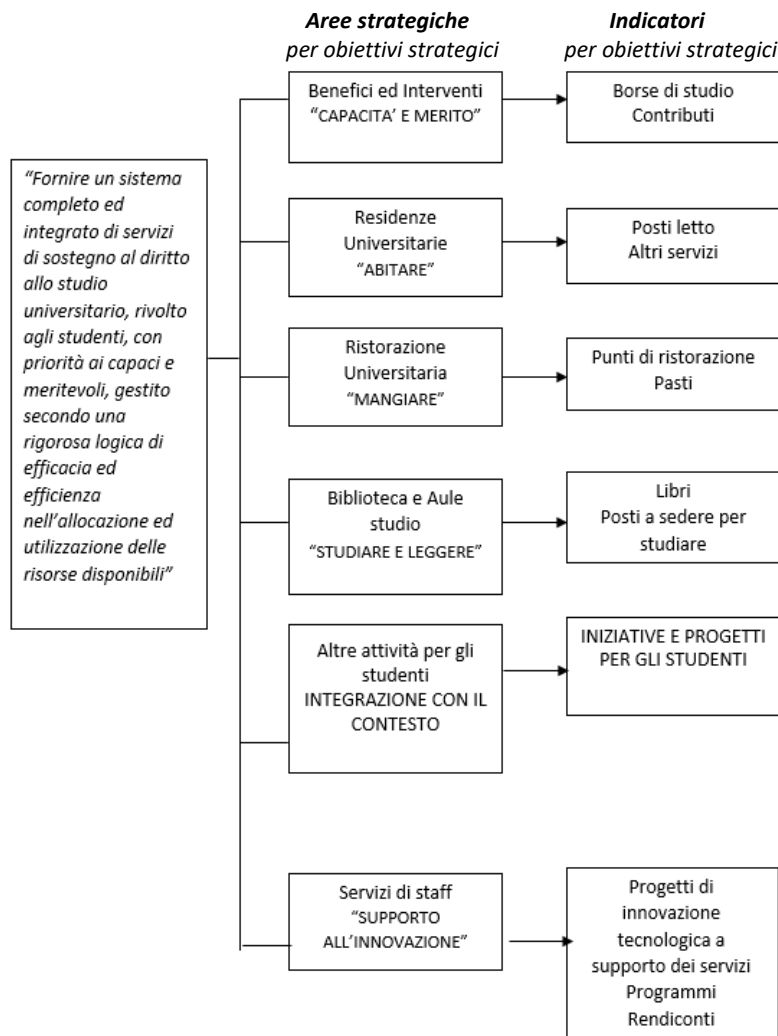 Aree strategiche
per obiettivi strategici
Indicatori
per obiettivi strategici
“Fornire un sistema
completo ed
integrato di servizi
di sostegno al diritto
allo studio
universitario, rivolto
agli studenti, con
priorità ai capaci e
meritevoli, gestito
secondo una
rigorosa logica di
efficacia ed
efficienza
nell’allocazione ed
utilizzazione delle
risorse disponibili”
Benefici ed Interventi
“CAPACITA’ E MERITO”
Borse di studio
Contributi
Residenze
Universitarie
“ABITARE”
Posti letto
Altri servizi
Ristorazione
Universitaria
“MANGIARE”
Punti di ristorazione
Pasti
Biblioteca e Aule
studio
“STUDIARE E LEGGERE”
Libri
Posti a sedere per
studiare
Altre attività per gli
studenti
INTEGRAZIONE CON IL
CONTESTO
INIZIATIVE E PROGETTI
PER GLI STUDENTI
Servizi di staff
“SUPPORTO
ALL’INNOVAZIONE”
Progetti di
innovazione
tecnologica a
supporto dei servizi
Programmi
Rendiconti